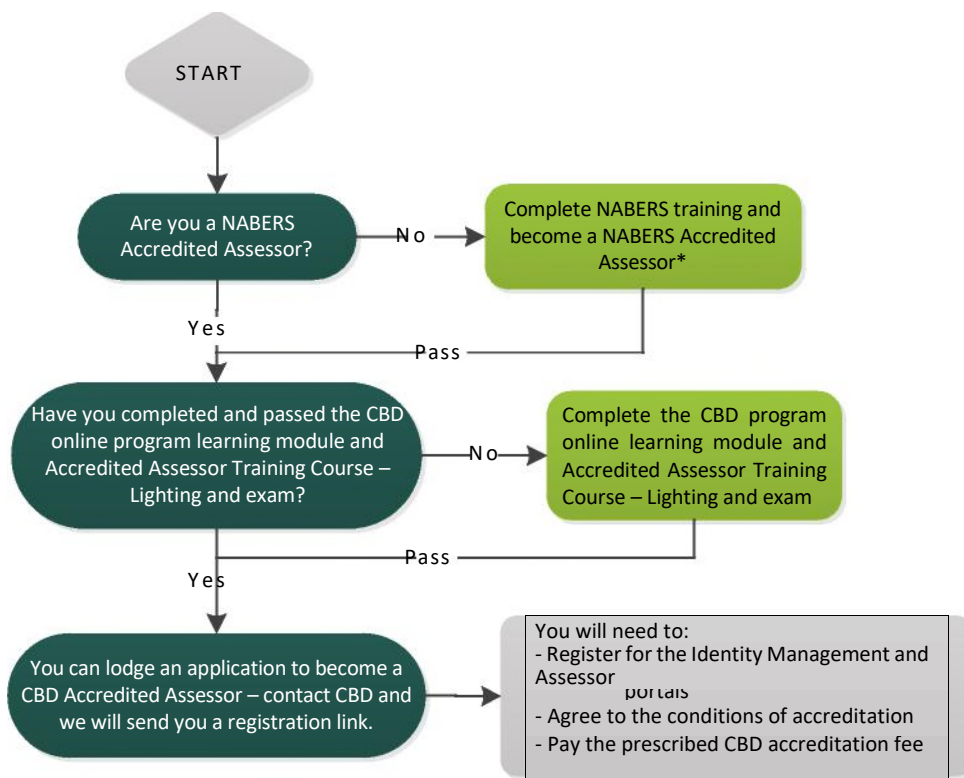 START
Are you a NABERS
Accredited Assessor?
No
Complete NABERS training and
become a NABERS Accredited
Assessor*
Yes
Pass
Have you completed and passed the CBD
online program learning module and
Accredited Assessor Training Course –
Lighting and exam?
No
Complete the CBD program
online learning module and
Accredited Assessor Training
Course – Lighting and exam
Pass
Yes
You can lodge an application to become a
CBD Accredited Assessor – contact CBD and
we will send you a registration link.
You will need to:
- Register for the Identity Management and
Assessor
portals
- Agree to the conditions of accreditation
- Pay the prescribed CBD accreditation fee